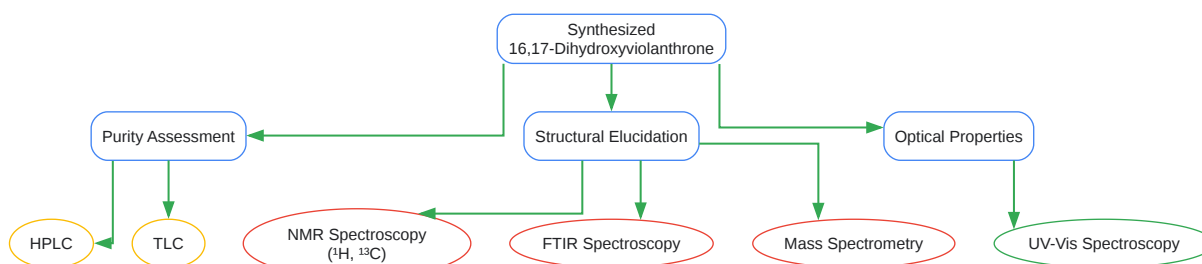 Synthesized
16,17-Dihydroxyviolanthrone
Purity Assessment
Structural Elucidation
Optical Properties
HPLC
TLC
NMR Spectroscopy
(¹H, ¹³C)
FTIR Spectroscopy
Mass Spectrometry
UV-Vis Spectroscopy